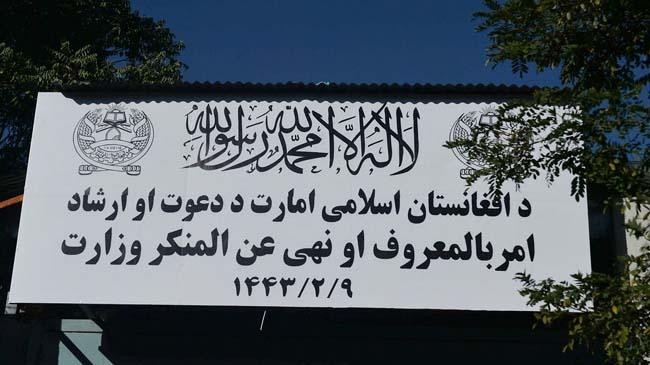 لا اله الا الله محمد رسول الله
د افغانستان اسلامی امارت د دعوت او ارشاد
امربالمعروف او نهی عن المنکر وزارت
۱۴۴۳/۲/۹